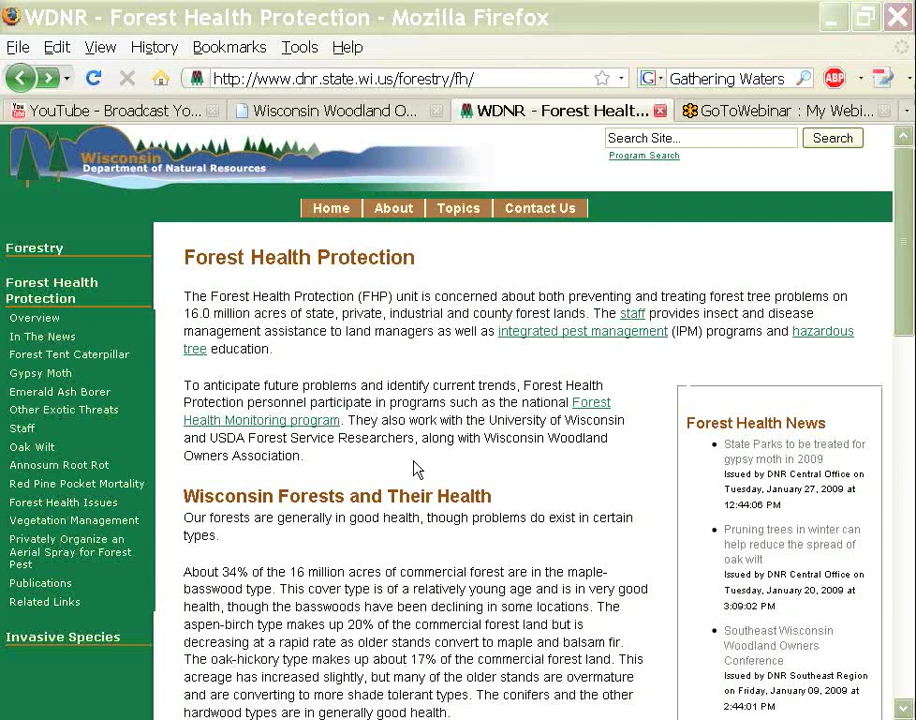 WDNR - Forest Health Protection - Mozilla Firefox
File Edit View History Bookmarks Tools Help
http://www.dnr.state.wi.us/forestry/fh/
G Gathering Waters
ABP
YouTube - Broadcast Yo...
Wisconsin Woodland O...
WDNR - Forest Healt...
GoToWebinar : My Webi...
Wisconsin
Department of Natural Resources
Search Site...
Search
Program Search
Home About Topics Contact Us
Forestry
Forest Health
Protection
Overview
In The News
Forest Tent Caterpillar
Gypsy Moth
Emerald Ash Borer
Other Exotic Threats
Staff
Oak Wilt
Annosum Root Rot
Red Pine Pocket Mortality
Forest Health Issues
Vegetation Management
Privately Organize an
Aerial Spray for Forest
Pest
Publications
Related Links
Invasive Species
Forest Health Protection
The Forest Health Protection (FHP) unit is concerned about both preventing and treating forest tree problems on
16.0 million acres of state, private, industrial and county forest lands. The staff provides insect and disease
management assistance to land managers as well as integrated pest management (IPM) programs and hazardous
tree education.
To anticipate future problems and identify current trends, Forest Health
Protection personnel participate in programs such as the national Forest
Health Monitoring program. They also work with the University of Wisconsin
and USDA Forest Service Researchers, along with Wisconsin Woodland
Owners Association.
Wisconsin Forests and Their Health
Our forests are generally in good health, though problems do exist in certain
types.
About 34% of the 16 million acres of commercial forest are in the maple-
basswood type. This cover type is of a relatively young age and is in very good
health, though the basswoods have been declining in some locations. The
aspen-birch type makes up 20% of the commercial forest land but is
decreasing at a rapid rate as older stands convert to maple and balsam fir.
The oak-hickory type makes up about 17% of the commercial forest land. This
acreage has increased slightly, but many of the older stands are overmature
and are converting to more shade tolerant types. The conifers and the other
hardwood types are in generally good health.
Forest Health News
State Parks to be treated for
gypsy moth in 2009
Issued by DNR Central Office on
Tuesday, January 27, 2009 at
12:44:06 PM
Pruning trees in winter can
help reduce the spread of
oak wilt
Issued by DNR Central Office on
Tuesday, January 20, 2009 at
3:09:02 PM
Southeast Wisconsin
Woodland Owners
Conference
Issued by DNR Southeast Region
on Friday, January 09, 2009 at
2:44:01 PM